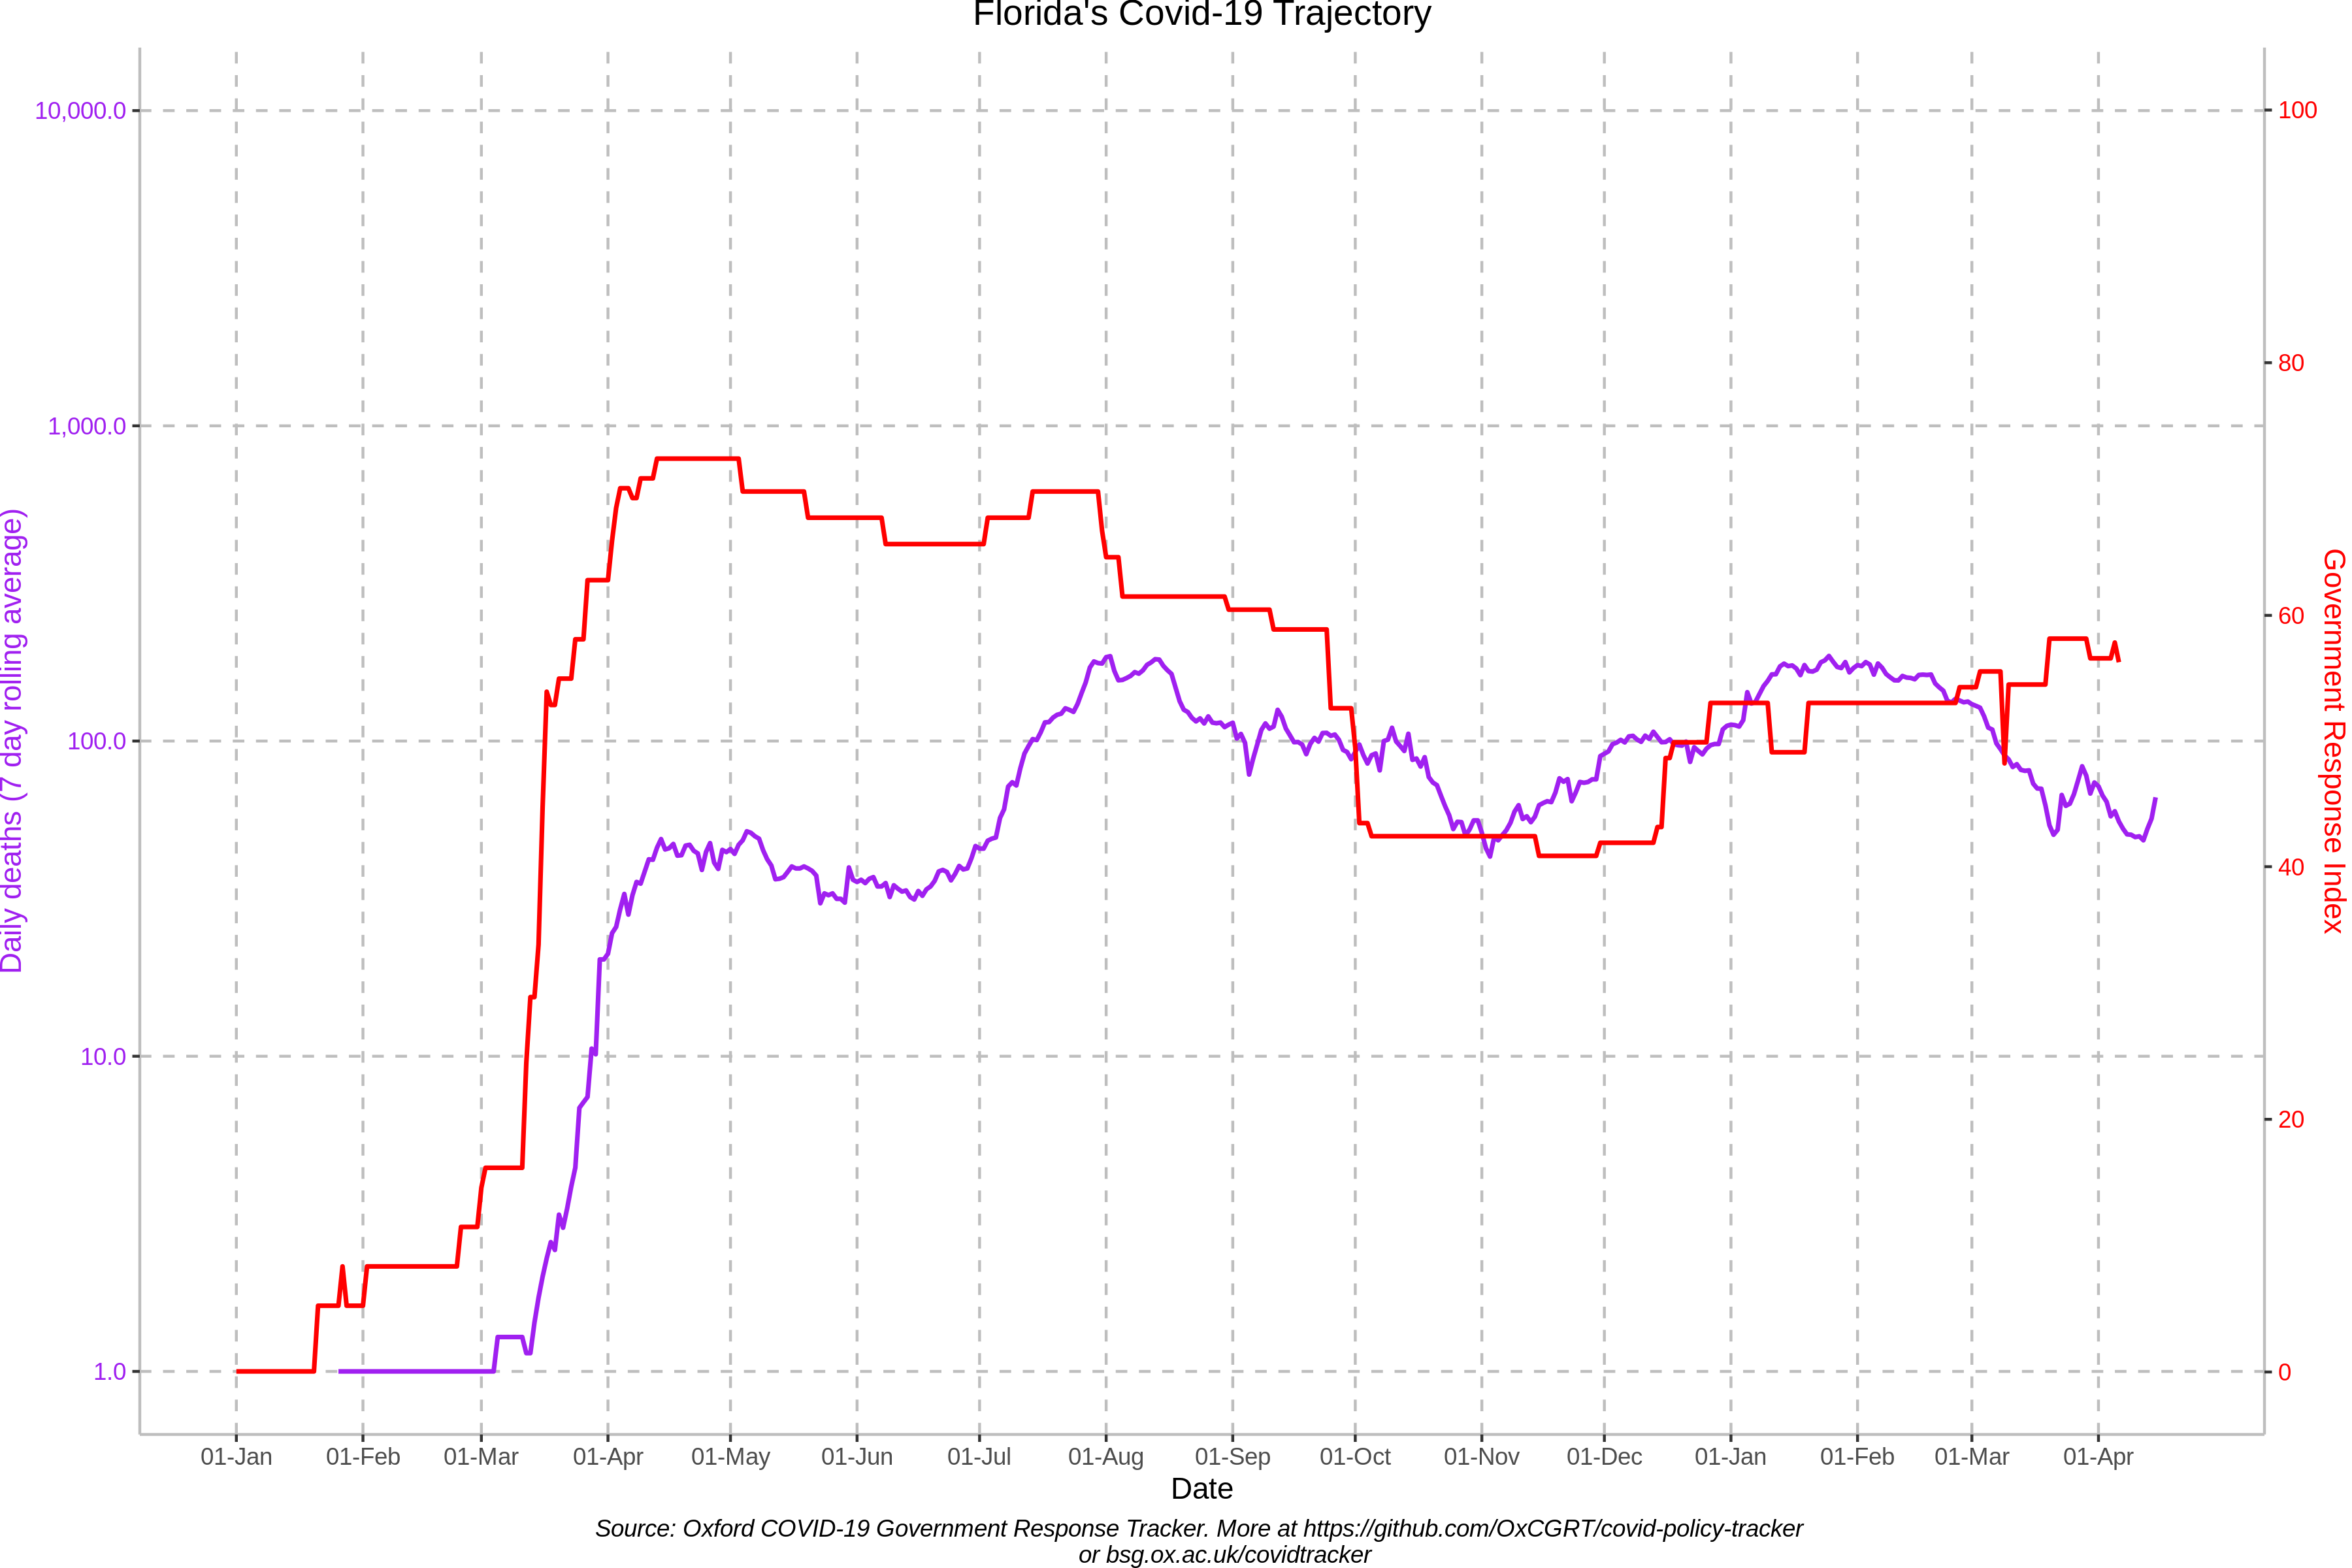 Florida's Covid-19 Trajectory
10,000.0
1,000.0
100.0
10.0
1.0
Daily deaths (7 day rolling average)
100
80
60
40
20
0
Government Response Index
01-Jan 01-Feb 01-Mar 01-Apr 01-May 01-Jun 01-Jul 01-Aug 01-Sep 01-Oct 01-Nov 01-Dec 01-Jan 01-Feb 01-Mar 01-Apr
Date
Source: Oxford COVID-19 Government Response Tracker. More at https://github.com/OxCGRT/covid-policy-tracker
or bsg.ox.ac.uk/covidtracker